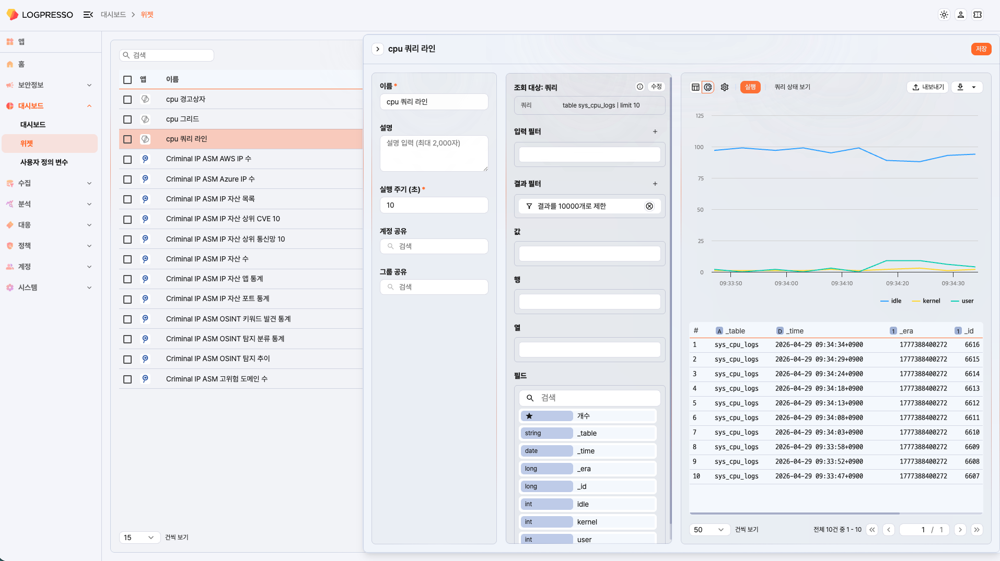 LOGPRESSO 대시보드 위젯
앱
홈
보안정보
대시보드
대시보드
위젯
사용자 정의 변수
수집
분석
대응
정책
계정
시스템
검색
앱 이름
cpu 경고상자
cpu 그리드
cpu 쿼리 라인
Criminal IP ASM AWS IP 수
Criminal IP ASM Azure IP 수
Criminal IP ASM IP 자산 목록
Criminal IP ASM IP 자산 상위 CVE 10
Criminal IP ASM IP 자산 상위 통신망 10
Criminal IP ASM IP 자산 수
Criminal IP ASM IP 자산 앱 통계
Criminal IP ASM IP 자산 포트 통계
Criminal IP ASM OSINT 키워드 발견 통계
Criminal IP ASM OSINT 탐지 분류 통계
Criminal IP ASM OSINT 탐지 추이
Criminal IP ASM 고위험 도메인 수
15 건씩 보기
cpu 쿼리 라인 저장
이름 *
cpu 쿼리 라인
설명
설명 입력 (최대 2,000자)
실행 주기 (초) *
10
계정 공유
검색
그룹 공유
검색
조회 대상: 쿼리 수정
쿼리 table sys_cpu_logs | limit 10
입력 필터 +
결과 필터 +
결과를 10000개로 제한
값
행
열
필드
검색
★ 개수
string _table
date _time
long _era
long _id
int idle
int kernel
int user
실행 쿼리 상태 보기 내보내기
125
100
75
50
25
0
09:33:50 09:34:00 09:34:10 09:34:20 09:34:30
idle kernel user
# A _table D _time 1 _era 1 _id
1 sys_cpu_logs 2026-04-29 09:34:34+0900 1777388400272 6616
2 sys_cpu_logs 2026-04-29 09:34:29+0900 1777388400272 6615
3 sys_cpu_logs 2026-04-29 09:34:24+0900 1777388400272 6614
4 sys_cpu_logs 2026-04-29 09:34:18+0900 1777388400272 6613
5 sys_cpu_logs 2026-04-29 09:34:13+0900 1777388400272 6612
6 sys_cpu_logs 2026-04-29 09:34:08+0900 1777388400272 6611
7 sys_cpu_logs 2026-04-29 09:34:03+0900 1777388400272 6610
8 sys_cpu_logs 2026-04-29 09:33:58+0900 1777388400272 6609
9 sys_cpu_logs 2026-04-29 09:33:52+0900 1777388400272 6608
10 sys_cpu_logs 2026-04-29 09:33:47+0900 1777388400272 6607
50 건씩 보기 전체 10건 중 1 - 10 1 / 1